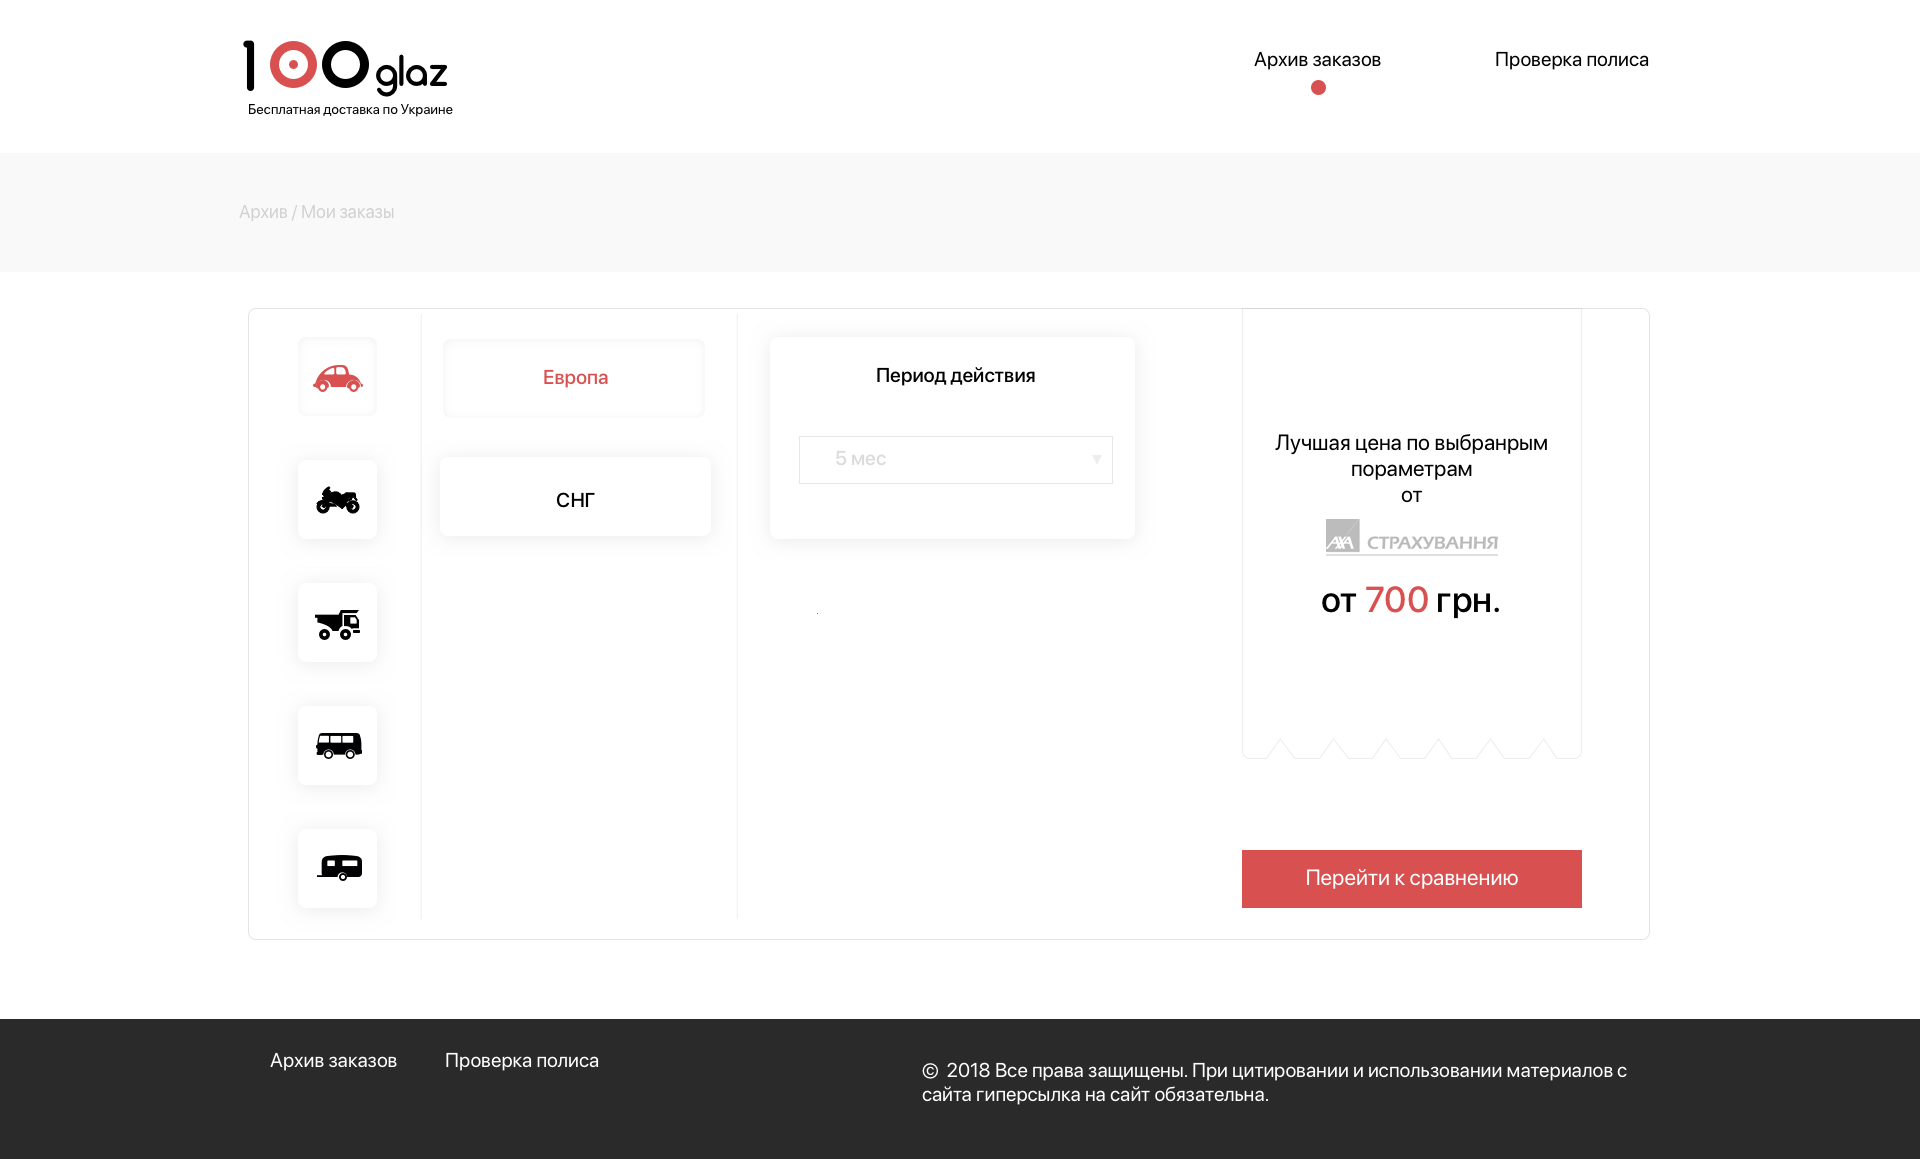 100 glaz
Бесплатная доставка по Украине
Архив заказов
Проверка полиса
Архив / Мои заказы
Европа
СНГ
Период действия
5 мес
Лучшая цена по выбранрым
пораметрам
от
AXA СТРАХУВАННЯ
от 700 грн.
Перейти к сравнению
Архив заказов
Проверка полиса
© 2018 Все права защищены. При цитировании и использовании материалов с
сайта гиперсылка на сайт обязательна.